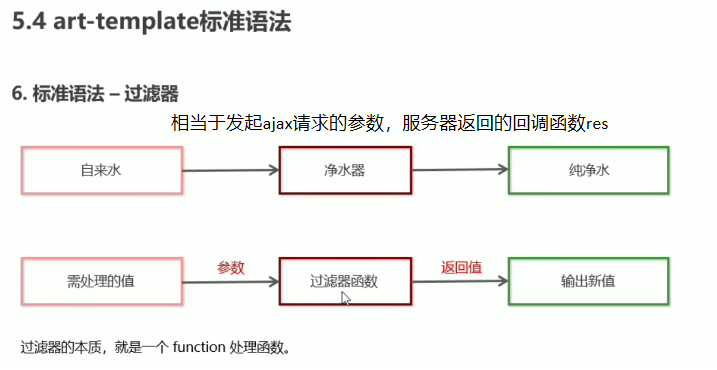 5.4 art-template标准语法
6. 标准语法 – 过滤器
相当于发起ajax请求的参数，服务器返回的回调函数res
自来水
净水器
纯净水
需处理的值
参数
过滤器函数
返回值
输出新值
过滤器的本质，就是一个 function 处理函数。